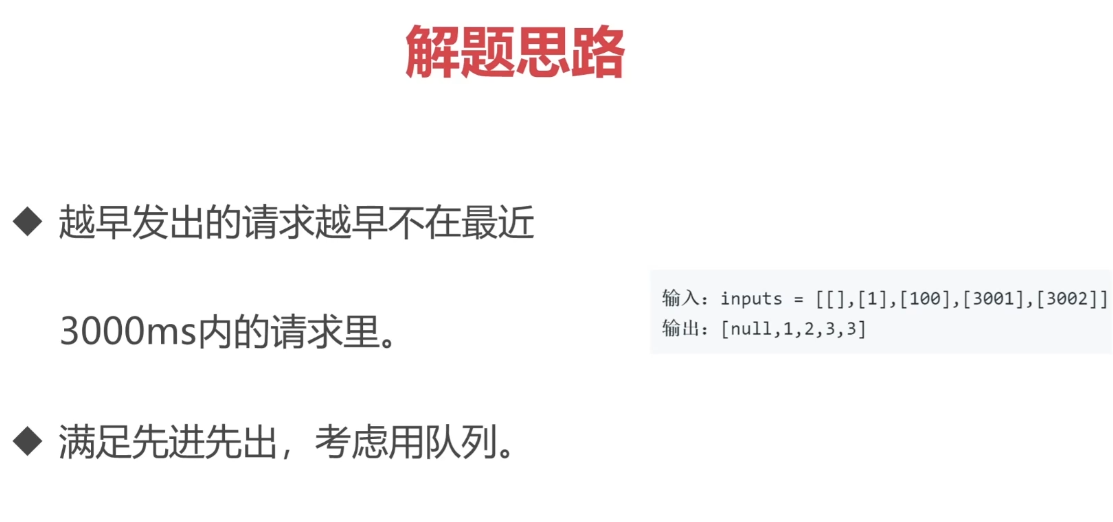 解题思路
◆ 越早发出的请求越早不在最近
3000ms内的请求里。
◆ 满足先进先出，考虑用队列。
输入：inputs = [[],[1],[100],[3001],[3002]]
输出：[null,1,2,3,3]